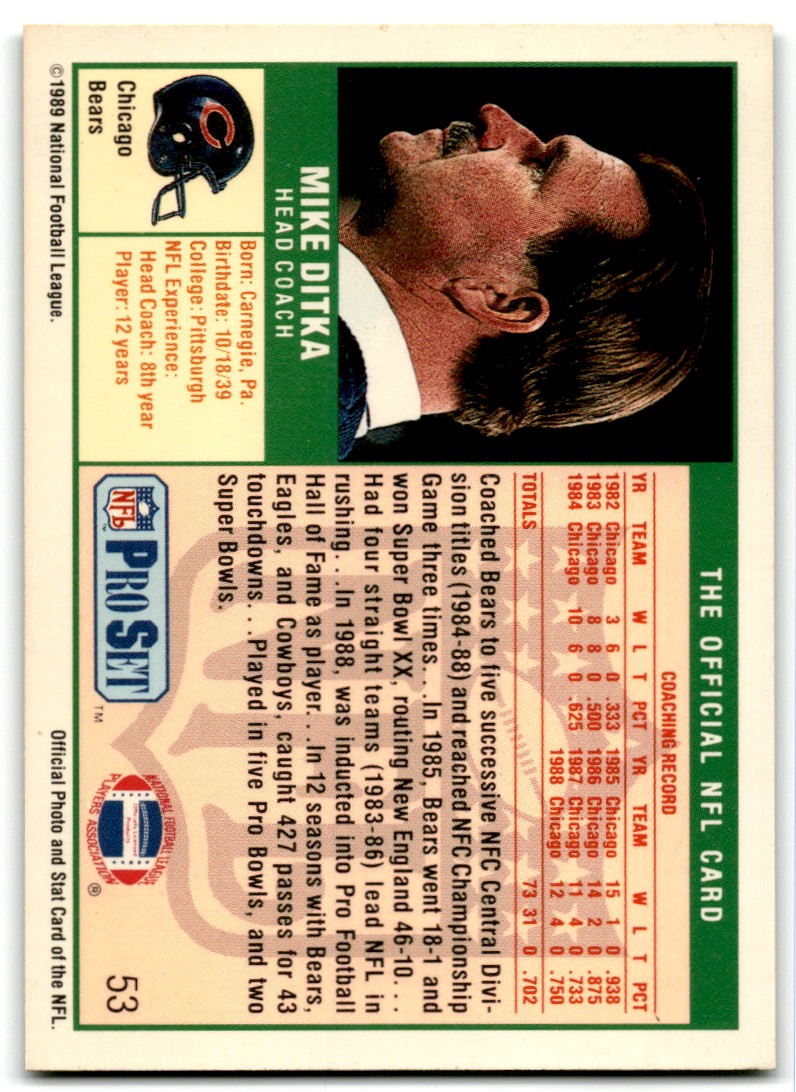 THE OFFICIAL NFL CARD
MIKE DITKA
HEAD COACH
Chicago
Bears
Born: Carnegie, Pa.
Birthdate: 10/18/39
College: Pittsburgh
NFL Experience:
Head Coach: 8th year
Player: 12 years
COACHING RECORD
YR TEAM W L T PCT YR TEAM W L T PCT
1982 Chicago 3 6 0 .333 1985 Chicago 15 1 0 .938
1983 Chicago 8 8 0 .500 1986 Chicago 14 2 0 .875
1984 Chicago 10 6 0 .625 1987 Chicago 11 4 0 .733
1988 Chicago 12 4 0 .750
TOTALS 73 31 0 .702
Coached Bears to five successive NFC Central Divi-
sion titles (1984-88) and reached NFC Championship
Game three times. . .In 1985, Bears went 18-1 and
won Super Bowl XX, routing New England 46-10. . .
Had four straight teams (1983-86) lead NFL in
rushing. . .In 1988, was inducted into Pro Football
Hall of Fame as player. . .In 12 seasons with Bears,
Eagles, and Cowboys, caught 427 passes for 43
touchdowns. . .Played in five Pro Bowls, and two
Super Bowls.
NFL
PRO SET
TM
NATIONAL FOOTBALL LEAGUE
Officially Licensed
Products
PLAYERS ASSOCIATION
®
53
©1989 National Football League.
Official Photo and Stat Card of the NFL.